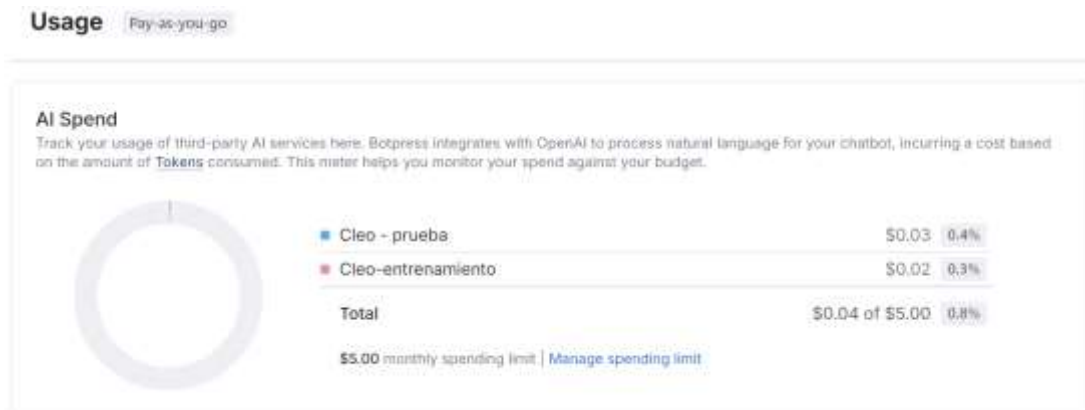 Usage Pay-as-you-go
AI Spend
Track your usage of third-party AI services here. Botpress integrates with OpenAI to process natural language for your chatbot, incurring a cost based
on the amount of Tokens consumed. This meter helps you monitor your spend against your budget.
Cleo - prueba $0.03 0.4%
Cleo-entrenamiento $0.02 0.3%
Total $0.04 of $5.00 0.8%
$5.00 monthly spending limit | Manage spending limit